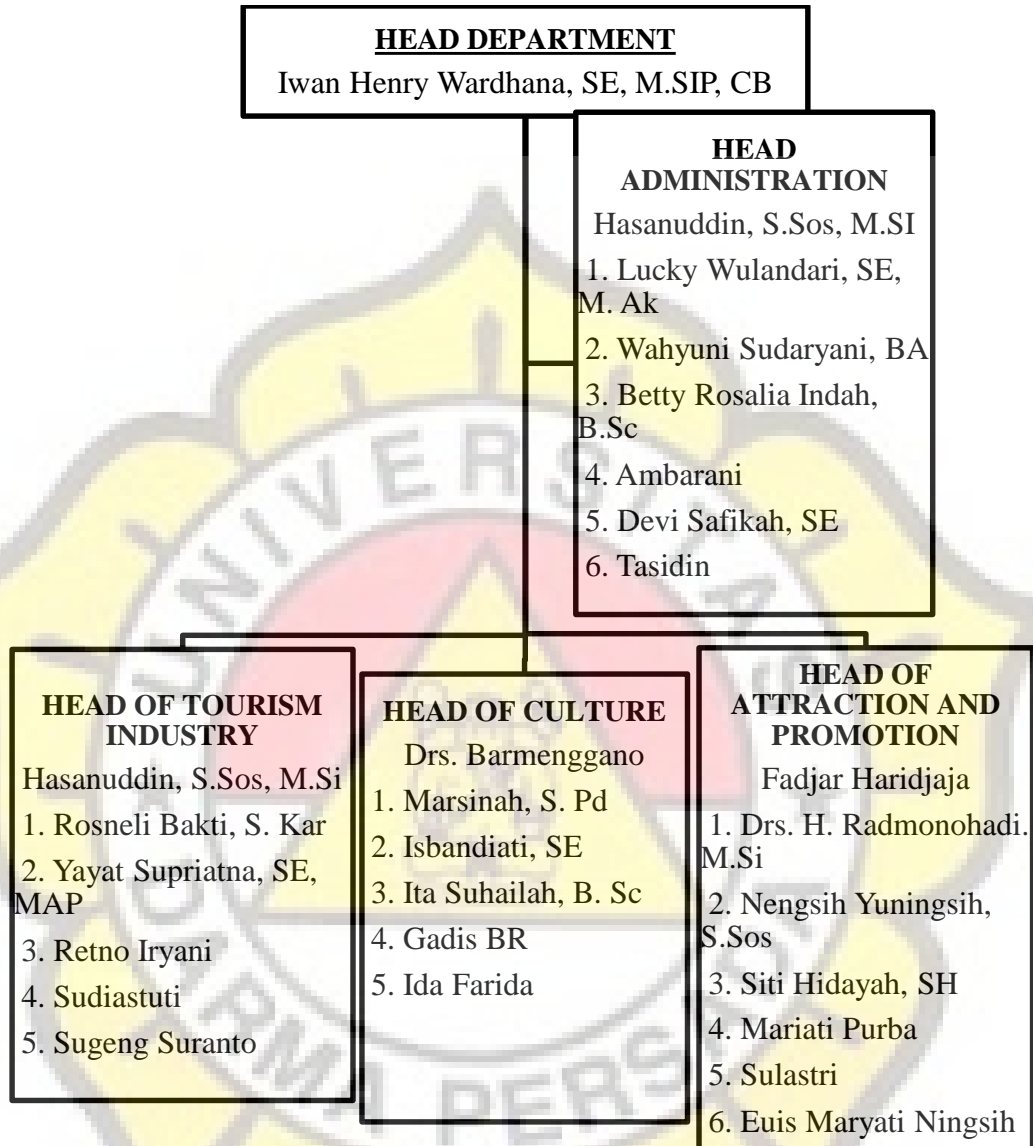 HEAD DEPARTMENT
Iwan Henry Wardhana, SE, M.SIP, CB
HEAD
ADMINISTRATION
Hasanuddin, S.Sos, M.SI
1. Lucky Wulandari, SE,
M. Ak
2. Wahyuni Sudaryani, BA
3. Betty Rosalia Indah,
B.Sc
4. Ambarani
5. Devi Safikah, SE
6. Tasidin
HEAD OF TOURISM
INDUSTRY
Hasanuddin, S.Sos, M.Si
1. Rosneli Bakti, S. Kar
2. Yayat Supriatna, SE,
MAP
3. Retno Iryani
4. Sudiastuti
5. Sugeng Suranto
HEAD OF CULTURE
Drs. Barmenggano
1. Marsinah, S. Pd
2. Isbandiati, SE
3. Ita Suhailah, B. Sc
4. Gadis BR
5. Ida Farida
HEAD OF
ATTRACTION AND
PROMOTION
Fadjar Haridjaja
1. Drs. H. Radmonohadi.
M.Si
2. Nengsih Yuningsih,
S.Sos
3. Siti Hidayah, SH
4. Mariati Purba
5. Sulastri
6. Euis Maryati Ningsih
UNIVERSITAS
DARMA PERSADA